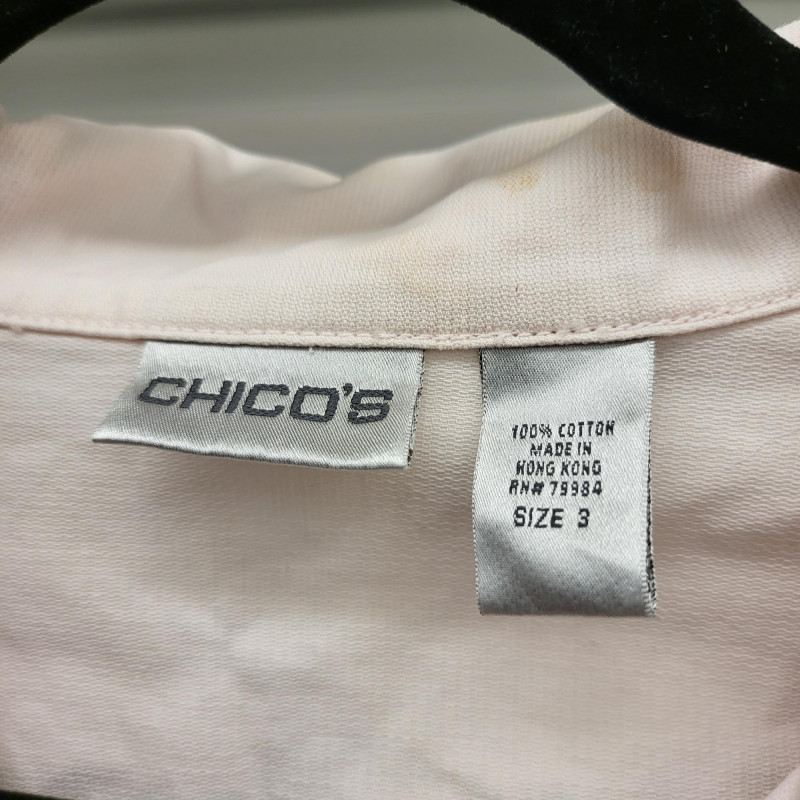 CHICO'S
100% COTTON
MADE IN
HONG KONG
RN# 79984
SIZE 3